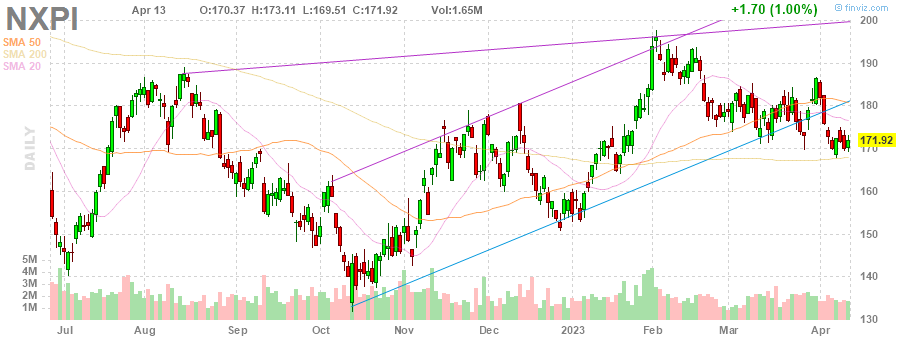 NXPI Apr 13 O:170.37 H:173.11 L:169.51 C:171.92 Vol:1.65M +1.70 (1.00%) © finviz.com
SMA 50
SMA 200
SMA 20
DAILY
200
190
180
171.92
170
160
150
140
130
5M
4M
3M
2M
1M
Jul Aug Sep Oct Nov Dec 2023 Feb Mar Apr